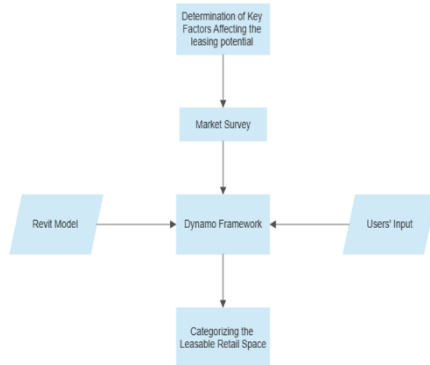 Determination of Key
Factors Affecting the
leasing potential
Market Survey
Revit Model
Dynamo Framework
Users' Input
Categorizing the
Leasable Retail Space